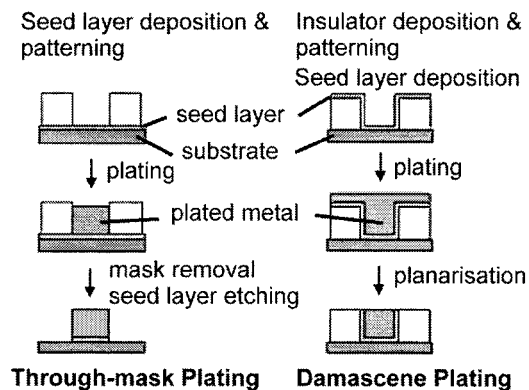 Seed layer deposition &
patterning
Insulator deposition &
patterning
Seed layer deposition
seed layer
substrate
plating
plating
plated metal
mask removal
seed layer etching
planarisation
Through-mask Plating
Damascene Plating